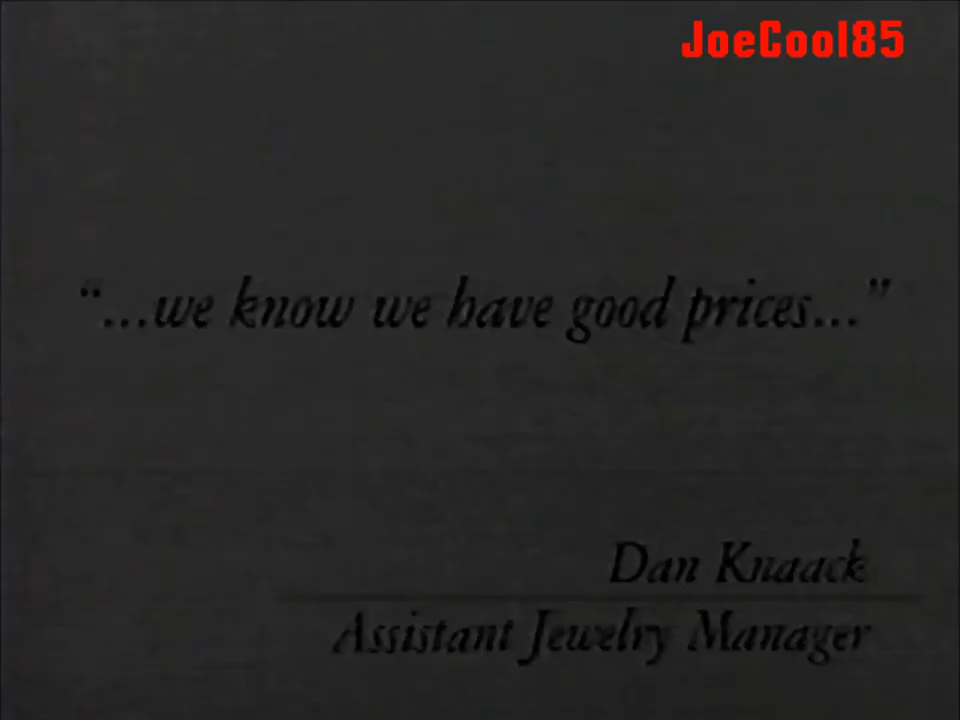 JoeCool85
“...we know we have good prices...”
Dan Knaack
Assistant Jewelry Manager